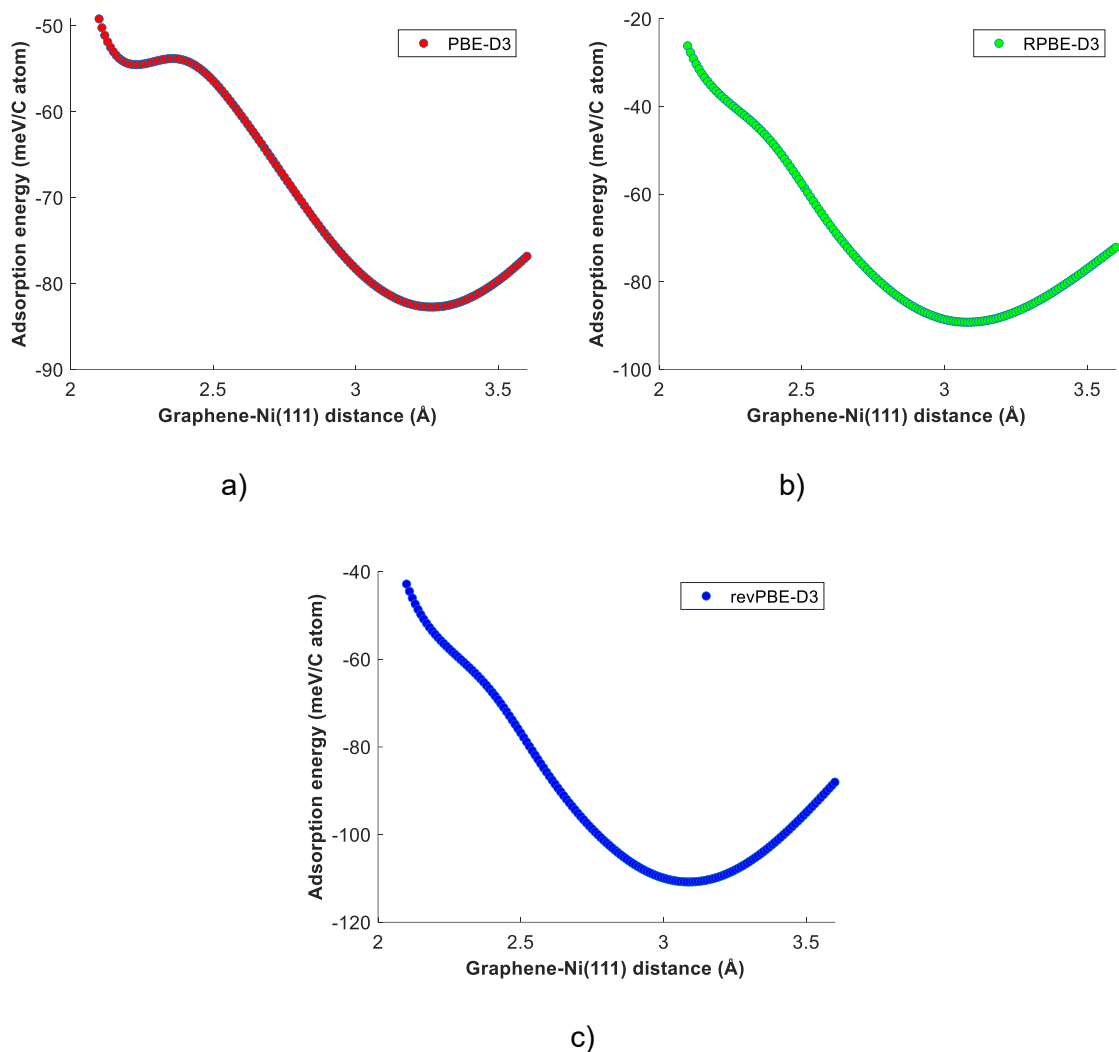 -50
-60
-70
-80
-90
Adsorption energy (meV/C atom)
PBE-D3
2
2.5
3
3.5
Graphene-Ni(111) distance (Å)
a)
-20
-40
-60
-80
-100
Adsorption energy (meV/C atom)
RPBE-D3
2
2.5
3
3.5
Graphene-Ni(111) distance (Å)
b)
-40
-60
-80
-100
-120
Adsorption energy (meV/C atom)
revPBE-D3
2
2.5
3
3.5
Graphene-Ni(111) distance (Å)
c)